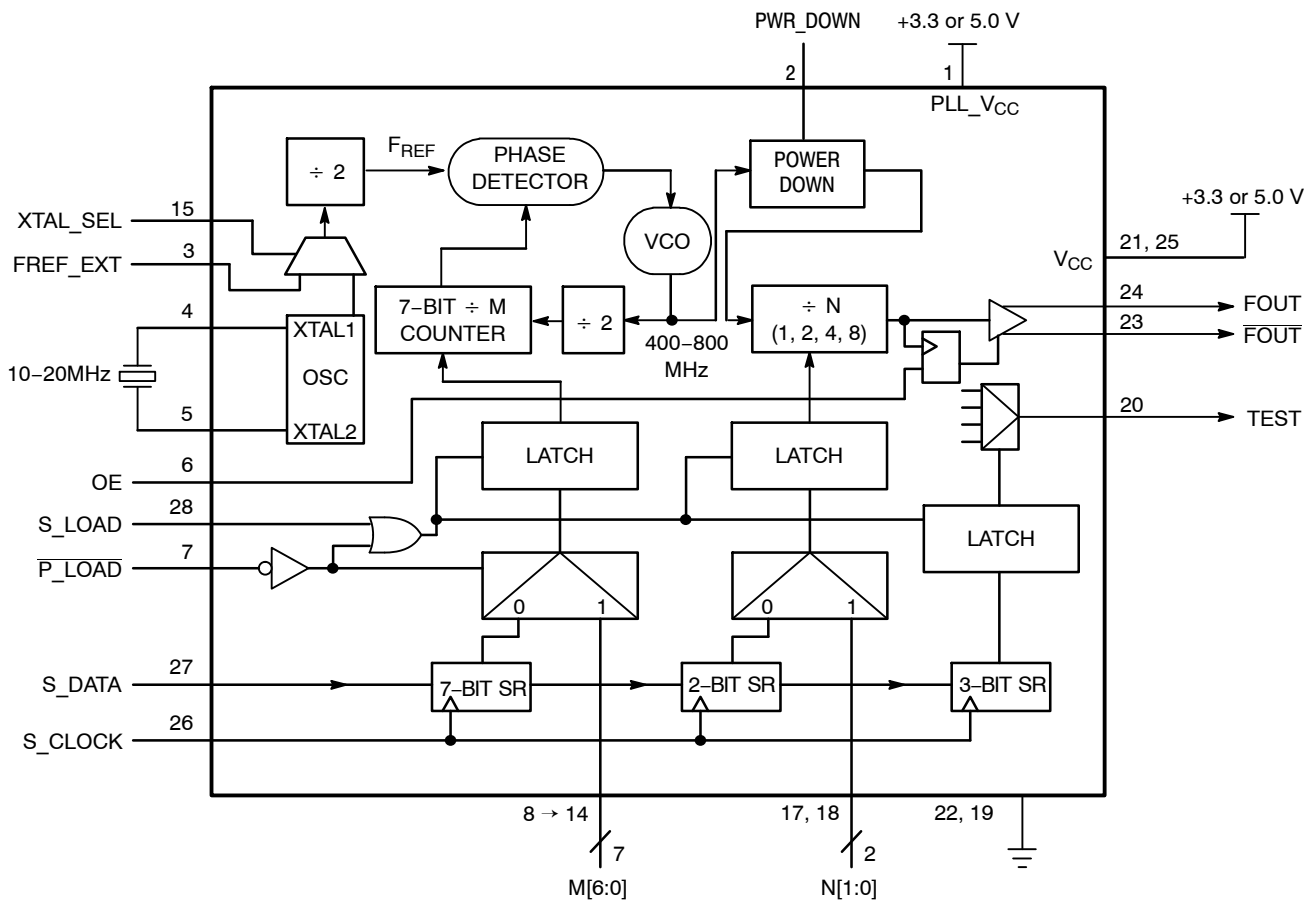 PWR_DOWN
+3.3 or 5.0 V
2
1
PLL_VCC
÷ 2
FREF
PHASE
DETECTOR
POWER
DOWN
XTAL_SEL
15
+3.3 or 5.0 V
VCO
FREF_EXT
3
VCC
21, 25
4
XTAL1
7−BIT ÷ M
COUNTER
÷ 2
400−800
MHz
÷ N
(1, 2, 4, 8)
24
FOUT
23
FOUT
10−20MHz
OSC
5
XTAL2
20
TEST
6
OE
LATCH
LATCH
28
S_LOAD
LATCH
7
P_LOAD
0
1
0
1
27
S_DATA
7−BIT SR
2−BIT SR
3−BIT SR
26
S_CLOCK
8 → 14
17, 18
22, 19
7
2
M[6:0]
N[1:0]